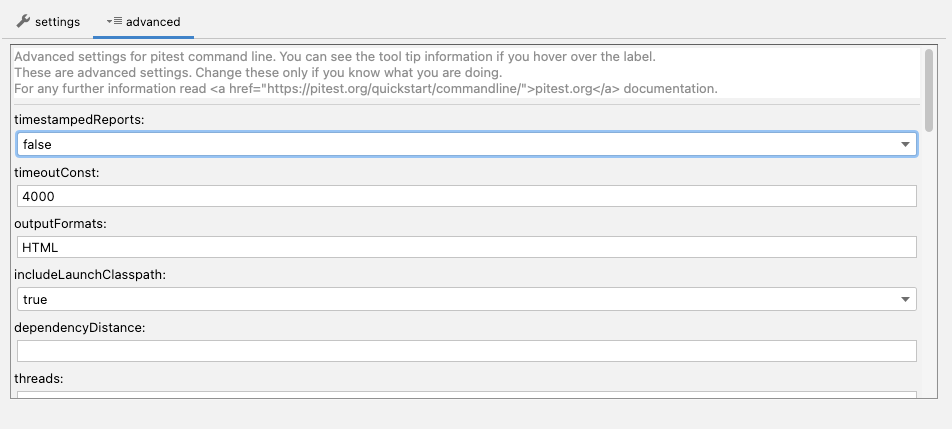 settings
advanced
Advanced settings for pitest command line. You can see the tool tip information if you hover over the label.
These are advanced settings. Change these only if you know what you are doing.
For any further information read <a href="https://pitest.org/quickstart/commandline/">pitest.org</a> documentation.
timestampedReports:
false
timeoutConst:
4000
outputFormats:
HTML
includeLaunchClasspath:
true
dependencyDistance:
threads: